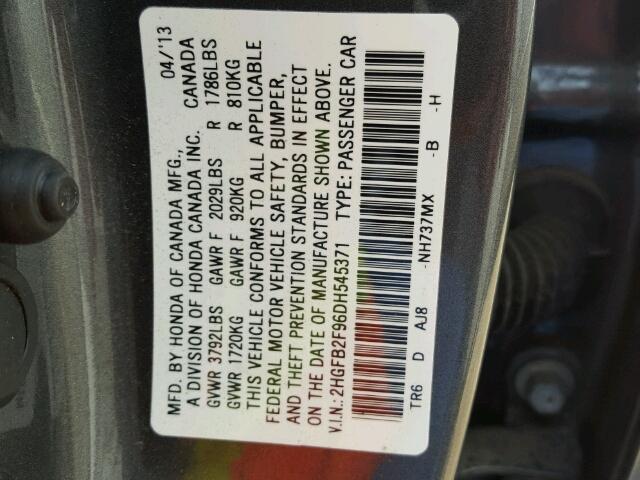 MFD. BY HONDA OF CANADA MFG., 04/'13
A DIVISION OF HONDA CANADA INC. CANADA
GVWR 3792LBS GAWR F 2029LBS R 1786LBS
GVWR 1720KG GAWR F 920KG R 810KG
THIS VEHICLE CONFORMS TO ALL APPLICABLE
FEDERAL MOTOR VEHICLE SAFETY, BUMPER,
AND THEFT PREVENTION STANDARDS IN EFFECT
ON THE DATE OF MANUFACTURE SHOWN ABOVE.
V.I.N.: 2HGFB2F96DH545371 TYPE: PASSENGER CAR
TR6 D AJ8 -NH737MX -B -H